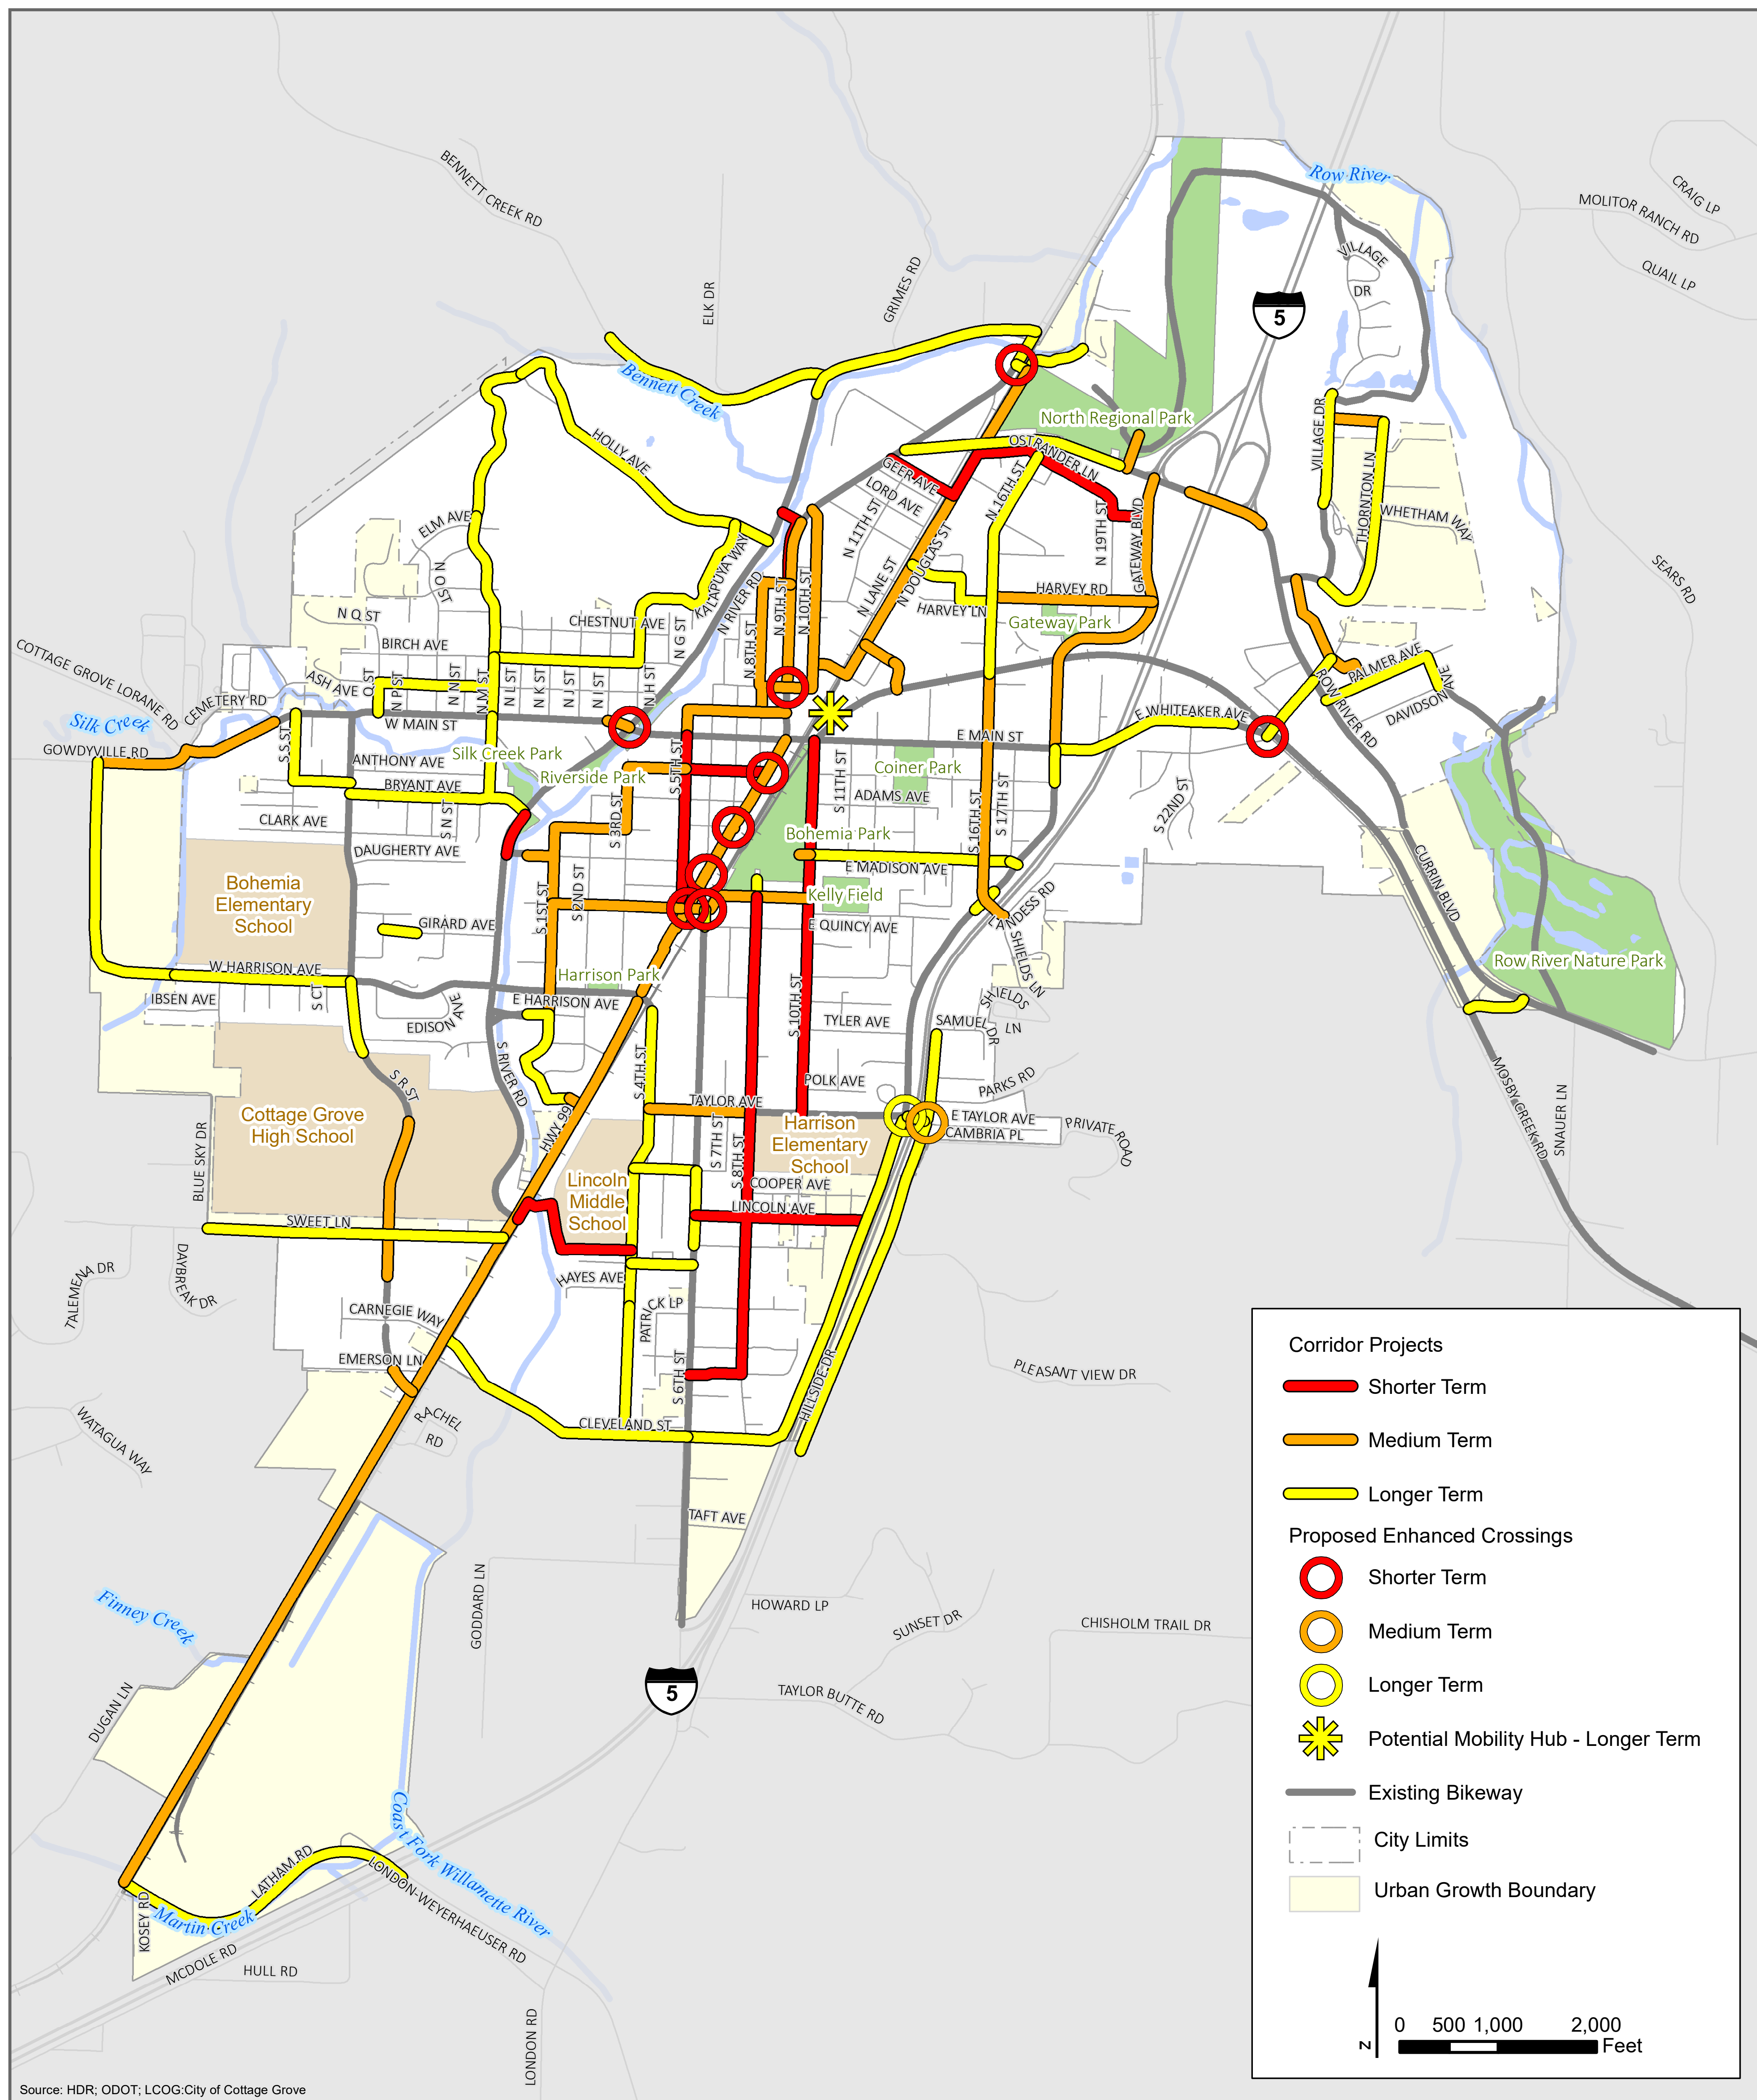 Row River
CRAIG LP
MOLITOR RANCH RD
QUAIL LP
BENNETT CREEK RD
VILLAGE
DR
ELK DR
GRIMES RD
5
Bennett Creek
North Regional Park
OSTRANDER LN
VILLAGE DR
HOLLY AVE
GEER AVE
LORD AVE
N 16TH ST
THORNTON LN
WHETHAM WAY
ELM AVE
N 11TH ST
N 19TH ST
GATEWAY BLVD
N DOUGLAS ST
KALAPUYA WAY
N RIVER RD
N 9TH ST
N 10TH ST
N LANE ST
HARVEY RD
HARVEY LN
SEARS RD
N Q ST
CHESTNUT AVE
N G ST
Gateway Park
BIRCH AVE
N 8TH ST
COTTAGE GROVE LORANE RD
CEMETERY RD
ASH AVE
N P ST
N N ST
N M ST
N L ST
N K ST
N J ST
N I ST
N H ST
PALMER AVE
DAVIDSON AVE
ROW RIVER RD
Silk Creek
W MAIN ST
E WHITEAKER AVE
GOWDYVILLE RD
S S ST
Silk Creek Park
E MAIN ST
ANTHONY AVE
Riverside Park
S 5TH ST
S 11TH ST
Coiner Park
BRYANT AVE
ADAMS AVE
S 16TH ST
S 17TH ST
S 22ND ST
CLARK AVE
S N ST
S 3RD ST
Bohemia Park
DAUGHERTY AVE
E MADISON AVE
CURRIN BLVD
Bohemia
Elementary
School
S 1ST ST
S 2ND ST
Kelly Field
LANDESS RD
GIRARD AVE
E QUINCY AVE
SHIELDS LN
W HARRISON AVE
Harrison Park
Row River Nature Park
IBSEN AVE
S CT
EDISON AVE
E HARRISON AVE
S 10TH ST
SHIELDS
LN
TYLER AVE
SAMUEL DR
S RIVER RD
S R ST
S 4TH ST
POLK AVE
PARKS RD
MOSBY CREEK RD
SNAUER LN
Cottage Grove
High School
HWY 99
TAYLOR AVE
E TAYLOR AVE
CAMBRIA PL
PRIVATE ROAD
Harrison
Elementary
School
S 7TH ST
S 8TH ST
BLUE SKY DR
Lincoln
Middle
School
COOPER AVE
LINCOLN AVE
SWEET LN
TALEMENA DR
DAYBREAK DR
HAYES AVE
CARNEGIE WAY
EMERSON LN
S 6TH ST
HILLSIDE DR
PLEASANT VIEW DR
WATAGUA WAY
RACHEL
RD
CLEVELAND ST
TAFT AVE
Finney Creek
GODDARD LN
HOWARD LP
SUNSET DR
CHISHOLM TRAIL DR
5
DUGAN LN
TAYLOR BUTTE RD
Coast Fork Willamette River
LATHAM RD
LONDON-WEYERHAEUSER RD
KOSEY RD
Martin Creek
MCDOLE RD
HULL RD
LONDON RD
Corridor Projects
Shorter Term
Medium Term
Longer Term
Proposed Enhanced Crossings
Shorter Term
Medium Term
Longer Term
Potential Mobility Hub - Longer Term
Existing Bikeway
City Limits
Urban Growth Boundary
N
0 500 1,000 2,000
Feet
Source: HDR; ODOT; LCOG:City of Cottage Grove